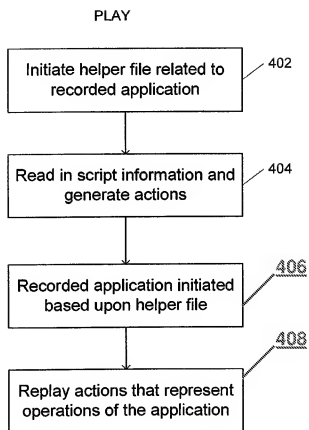 PLAY
Initiate helper file related to
recorded application
402
Read in script information and
generate actions
404
Recorded application initiated
based upon helper file
406
408
Replay actions that represent
operations of the application